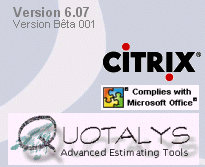 Version 6.07
Version Bêta 001
CITRIX®
Complies with
Microsoft Office®
QUOTALYS
Advanced Estimating Tools